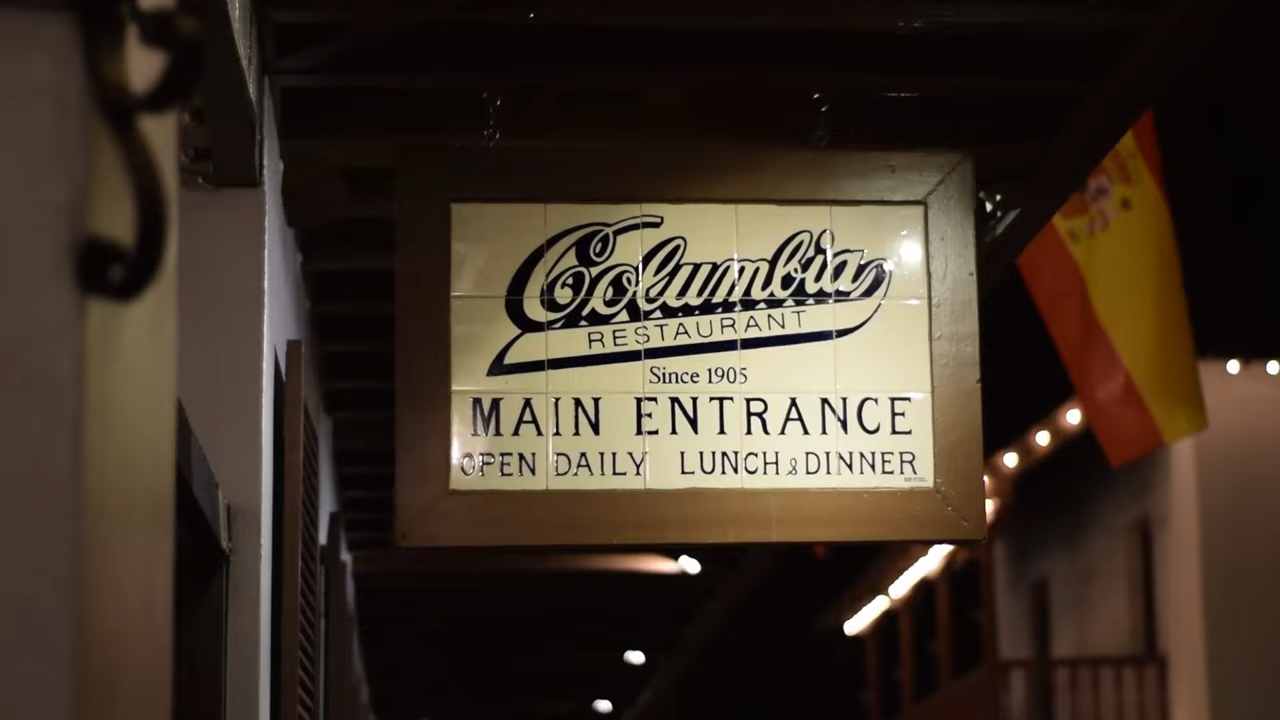 Columbia
RESTAURANT
Since 1905
MAIN ENTRANCE
OPEN DAILY LUNCH & DINNER